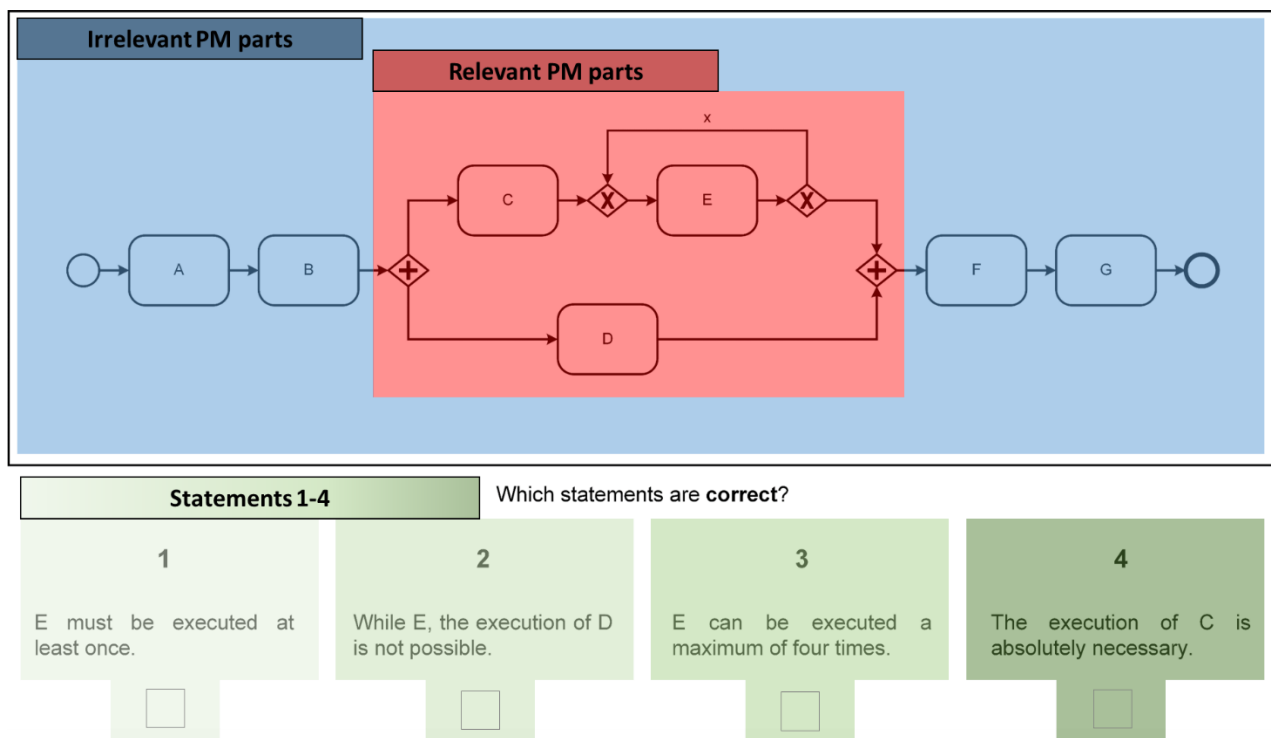 Irrelevant PM parts
Relevant PM parts
x
C
X
E
X
A
B
+
+
F
G
D
Statements 1-4
Which statements are correct?
1
E must be executed at
least once.
2
While E, the execution of D
is not possible.
3
E can be executed a
maximum of four times.
4
The execution of C is
absolutely necessary.